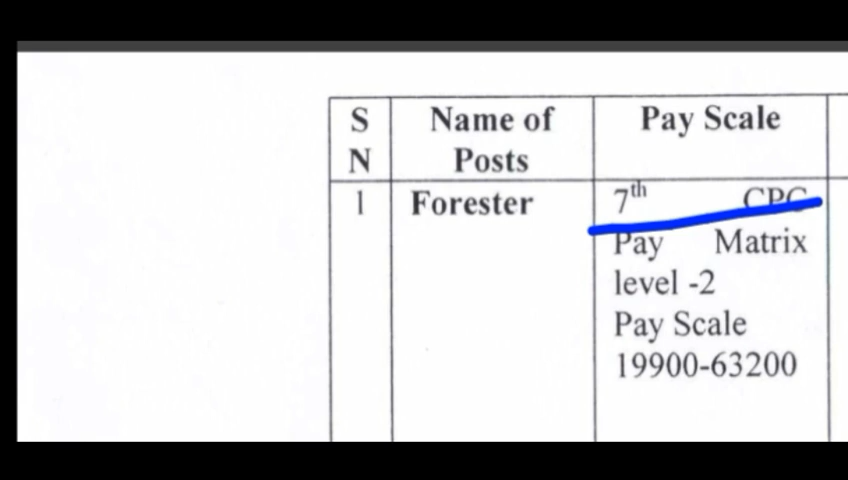 S
N
Name of
Posts
Pay Scale
1
Forester
7th CPC
Pay Matrix
level -2
Pay Scale
19900-63200